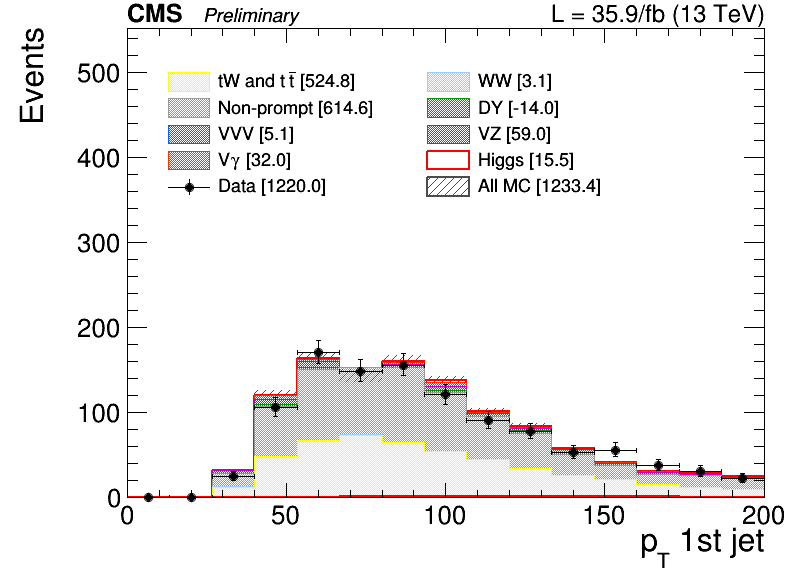 CMS Preliminary L = 35.9/fb (13 TeV)
Events
500
400
300
200
100
0
tW and t t̄ [524.8] WW [3.1]
Non-prompt [614.6] DY [-14.0]
VVV [5.1] VZ [59.0]
Vγ [32.0] Higgs [15.5]
Data [1220.0] All MC [1233.4]
0 50 100 150 200
p_T 1st jet